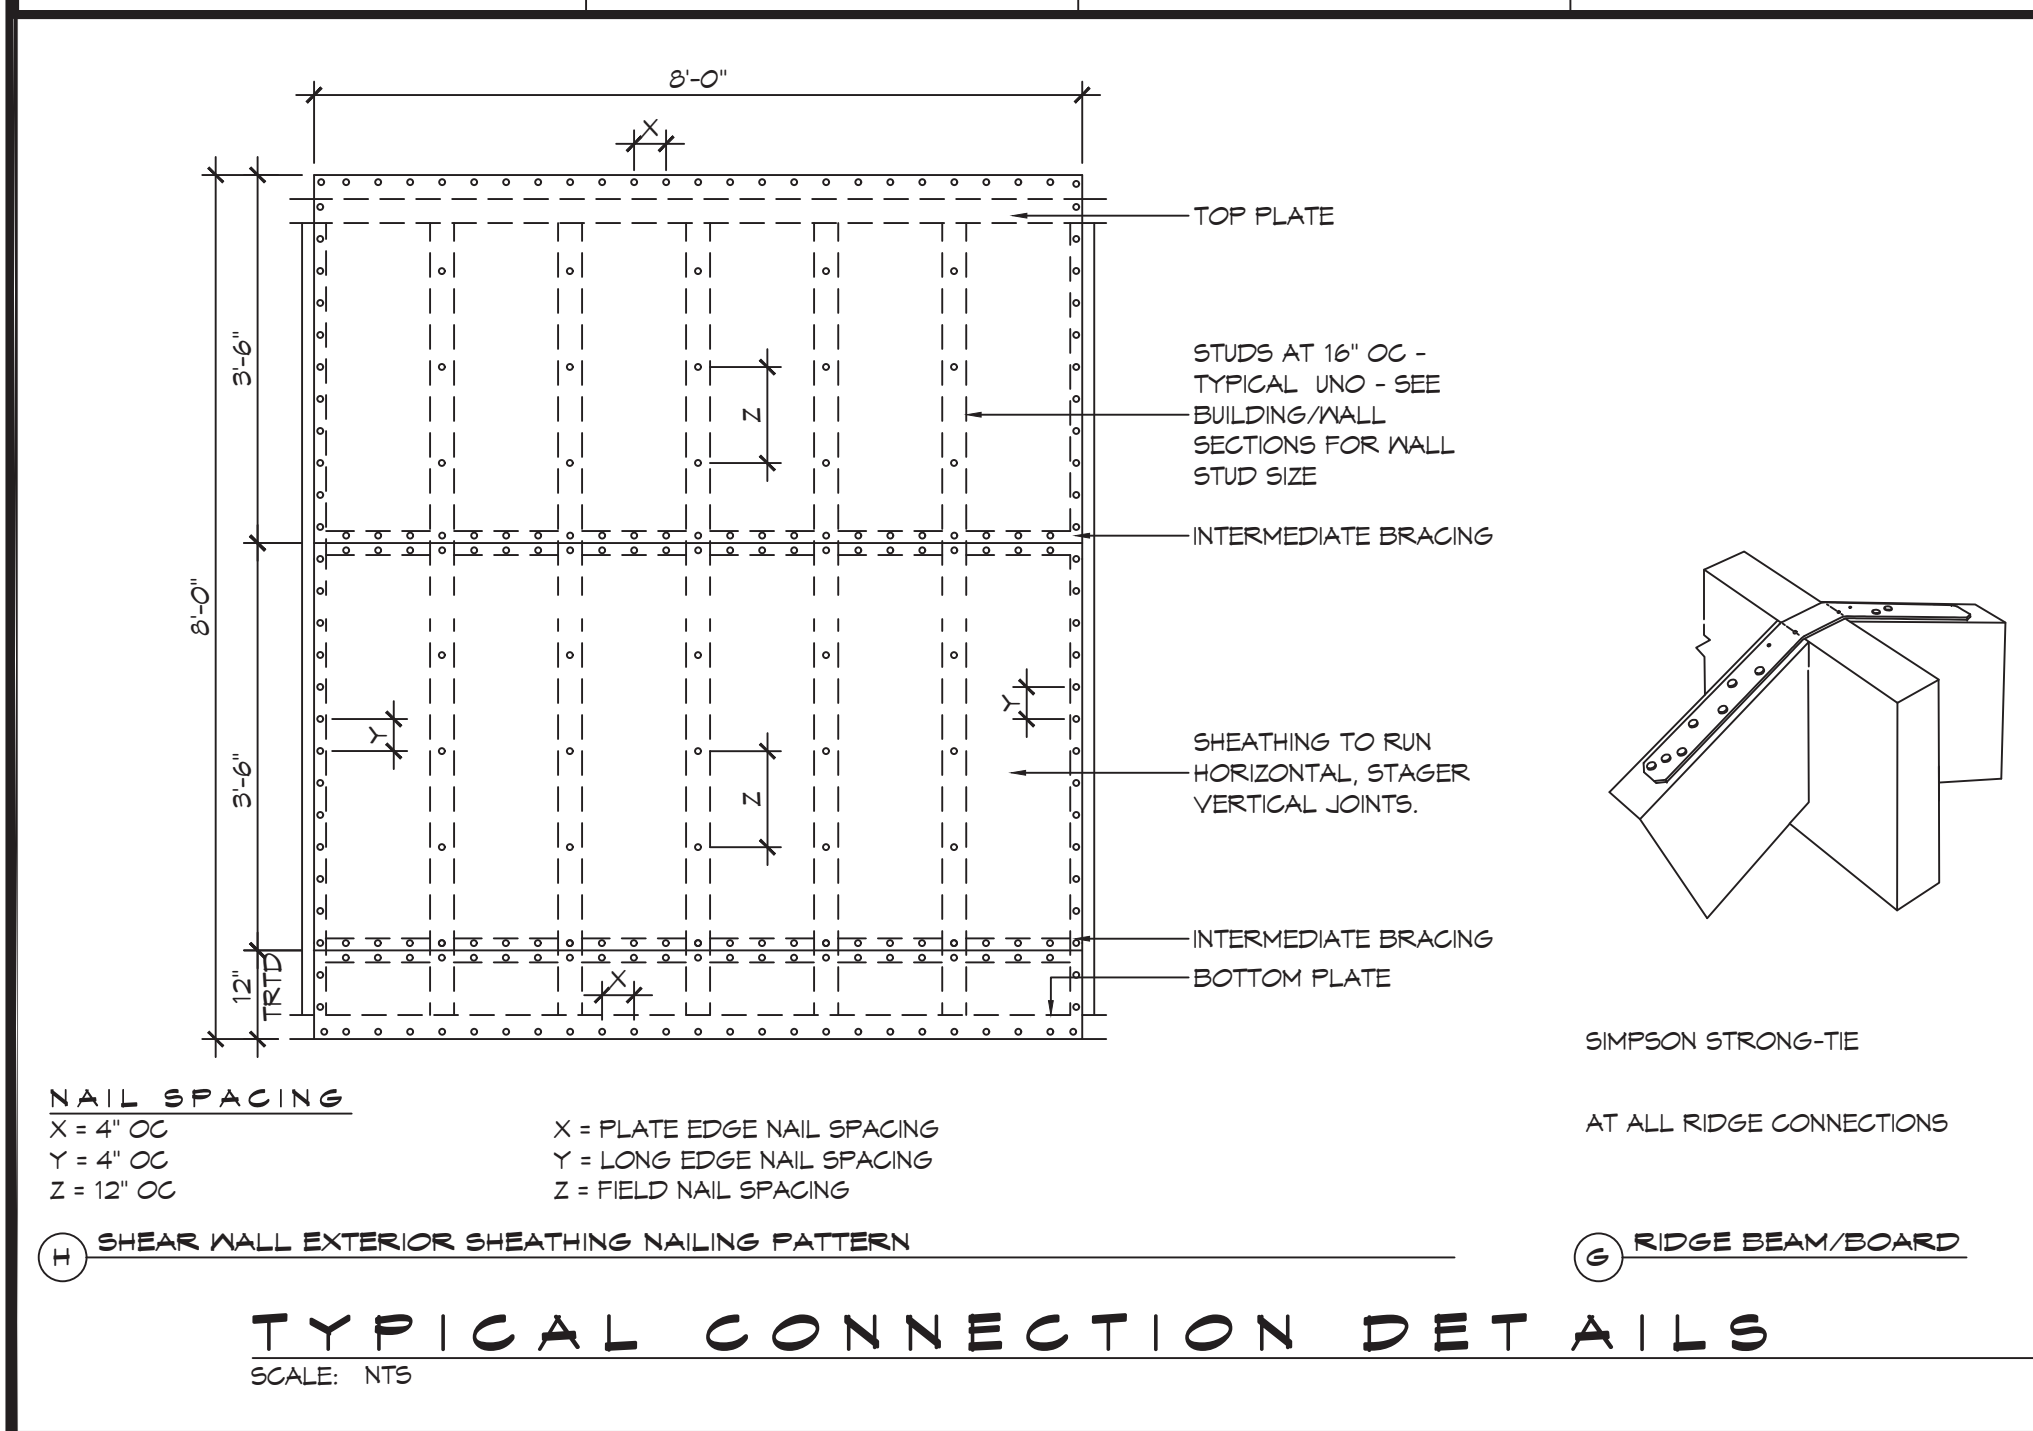 8'-0"
X
TOP PLATE
3'-6"
STUDS AT 16" OC -
TYPICAL UNO - SEE
BUILDING/WALL
SECTIONS FOR WALL
STUD SIZE
Z
INTERMEDIATE BRACING
8'-0"
Y
Y
SHEATHING TO RUN
HORIZONTAL, STAGER
VERTICAL JOINTS.
3'-6"
Z
INTERMEDIATE BRACING
12"
TRTD
X
BOTTOM PLATE
SIMPSON STRONG-TIE
AT ALL RIDGE CONNECTIONS
NAIL SPACING
X = 4" OC
Y = 4" OC
Z = 12" OC
X = PLATE EDGE NAIL SPACING
Y = LONG EDGE NAIL SPACING
Z = FIELD NAIL SPACING
H SHEAR WALL EXTERIOR SHEATHING NAILING PATTERN
G RIDGE BEAM/BOARD
TYPICAL CONNECTION DETAILS
SCALE: NTS